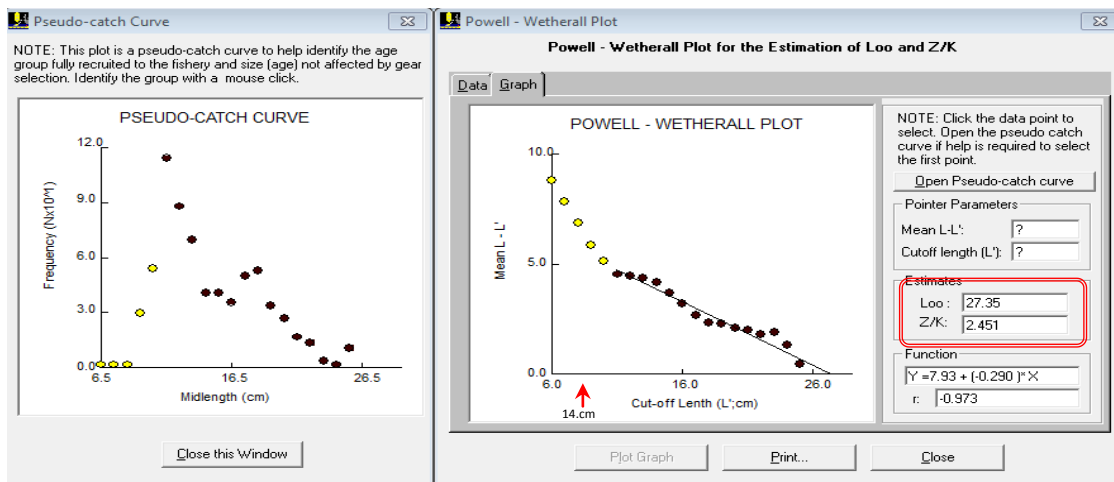 Pseudo-catch Curve
NOTE: This plot is a pseudo-catch curve to help identify the age
group fully recruited to the fishery and size (age) not affected by gear
selection. Identify the group with a mouse click.
PSEUDO-CATCH CURVE
12.0
9.0
6.0
3.0
0.0
Frequency (Nx10^1)
6.5
16.5
26.5
Midlength (cm)
Close this Window
Powell - Wetherall Plot
Powell - Wetherall Plot for the Estimation of Loo and Z/K
Data Graph
POWELL - WETHERALL PLOT
10.0
5.0
0.0
Mean L - L'
6.0
16.0
26.0
14.cm
Cut-off Lenth (L';cm)
NOTE: Click the data point to
select. Open the pseudo catch
curve if help is required to select
the first point.
Open Pseudo-catch curve
Pointer Parameters
Mean L-L': ?
Cutoff length (L'): ?
Estimates
Loo : 27.35
Z/K: 2.451
Function
Y =7.93 + (-0.290 )* X
r: -0.973
Plot Graph
Print...
Close